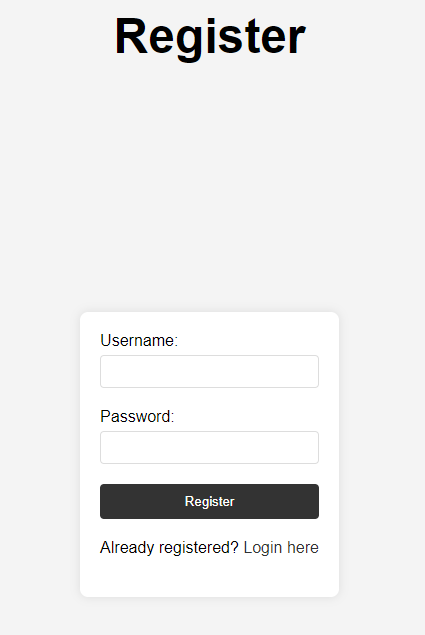 Register
Username:
Password:
Register
Already registered? Login here